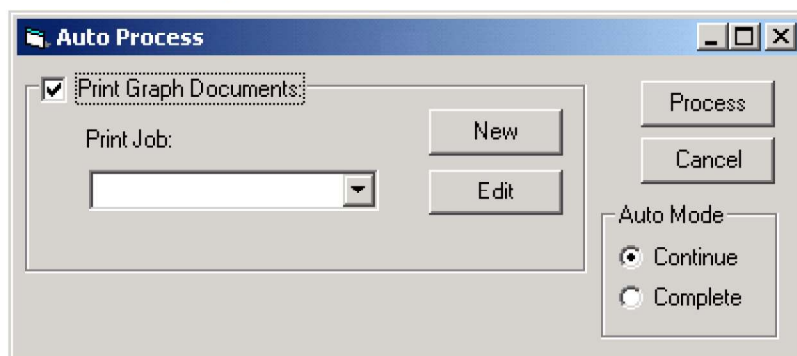 Auto Process
Print Graph Documents:
Print Job:
New
Edit
Process
Cancel
Auto Mode
Continue
Complete